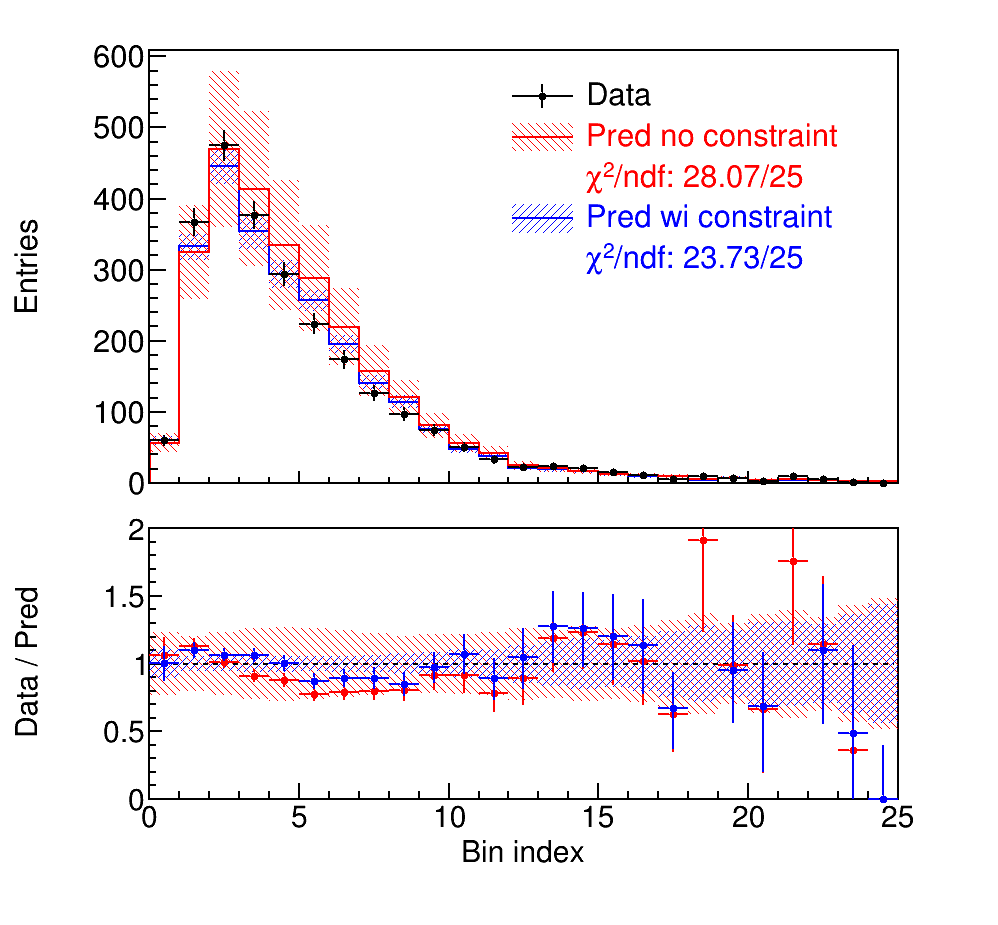 600
500
400
300
200
100
0
Entries
Data
Pred no constraint
χ²/ndf: 28.07/25
Pred wi constraint
χ²/ndf: 23.73/25
2
1.5
1
0.5
0
Data / Pred
0 5 10 15 20 25
Bin index